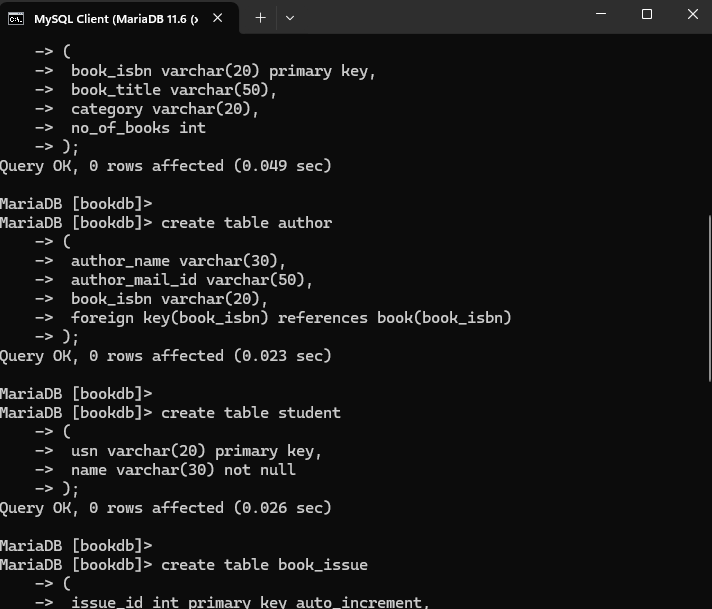 MySQL Client (MariaDB 11.6 (x
-> (
-> book_isbn varchar(20) primary key,
-> book_title varchar(50),
-> category varchar(20),
-> no_of_books int
-> );
Query OK, 0 rows affected (0.049 sec)
MariaDB [bookdb]>
MariaDB [bookdb]> create table author
-> (
-> author_name varchar(30),
-> author_mail_id varchar(50),
-> book_isbn varchar(20),
-> foreign key(book_isbn) references book(book_isbn)
-> );
Query OK, 0 rows affected (0.023 sec)
MariaDB [bookdb]>
MariaDB [bookdb]> create table student
-> (
-> usn varchar(20) primary key,
-> name varchar(30) not null
-> );
Query OK, 0 rows affected (0.026 sec)
MariaDB [bookdb]>
MariaDB [bookdb]> create table book_issue
-> (
-> issue_id int primary key auto_increment,